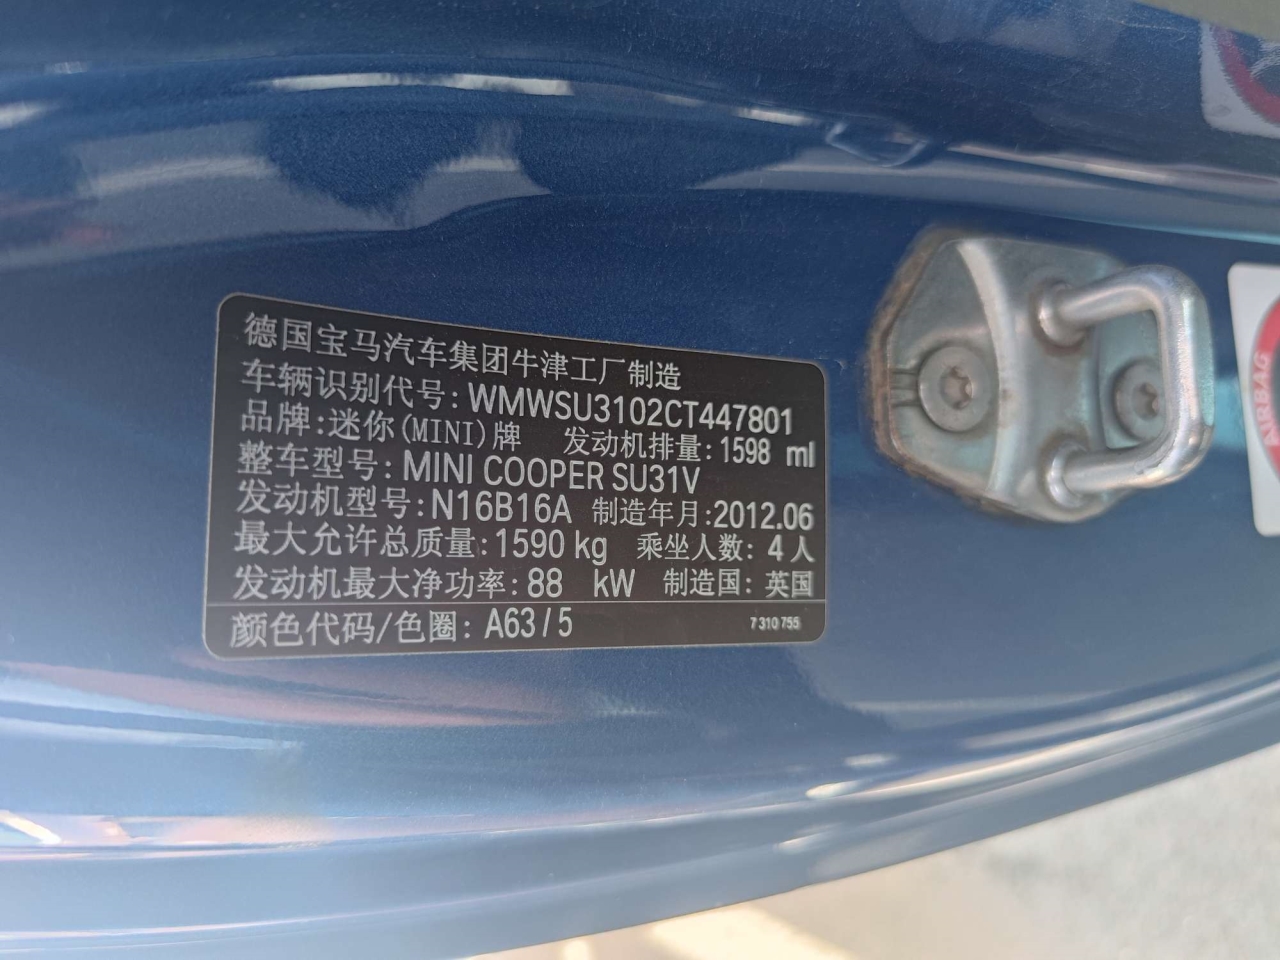 德国宝马汽车集团牛津工厂制造
车辆识别代号: WMWSU3102CT447801
品牌:迷你(MINI)牌 发动机排量: 1598 ml
整车型号: MINI COOPER SU31V
发动机型号: N16B16A 制造年月:2012.06
最大允许总质量: 1590 kg 乘坐人数: 4 人
发动机最大净功率: 88 kW 制造国: 英国
颜色代码/色圈: A63 / 5 7 310 755
AIRBAG